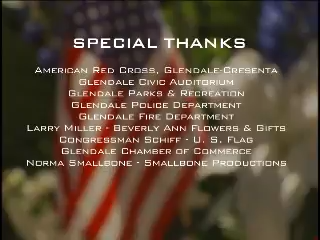 SPECIAL THANKS
AMERICAN RED CROSS, GLENDALE-CRESENTA
GLENDALE CIVIC AUDITORIUM
GLENDALE PARKS & RECREATION
GLENDALE POLICE DEPARTMENT
GLENDALE FIRE DEPARTMENT
LARRY MILLER - BEVERLY ANN FLOWERS & GIFTS
CONGRESSMAN SCHIFF - U. S. FLAG
GLENDALE CHAMBER OF COMMERCE
NORMA SMALLBONE - SMALLBONE PRODUCTIONS